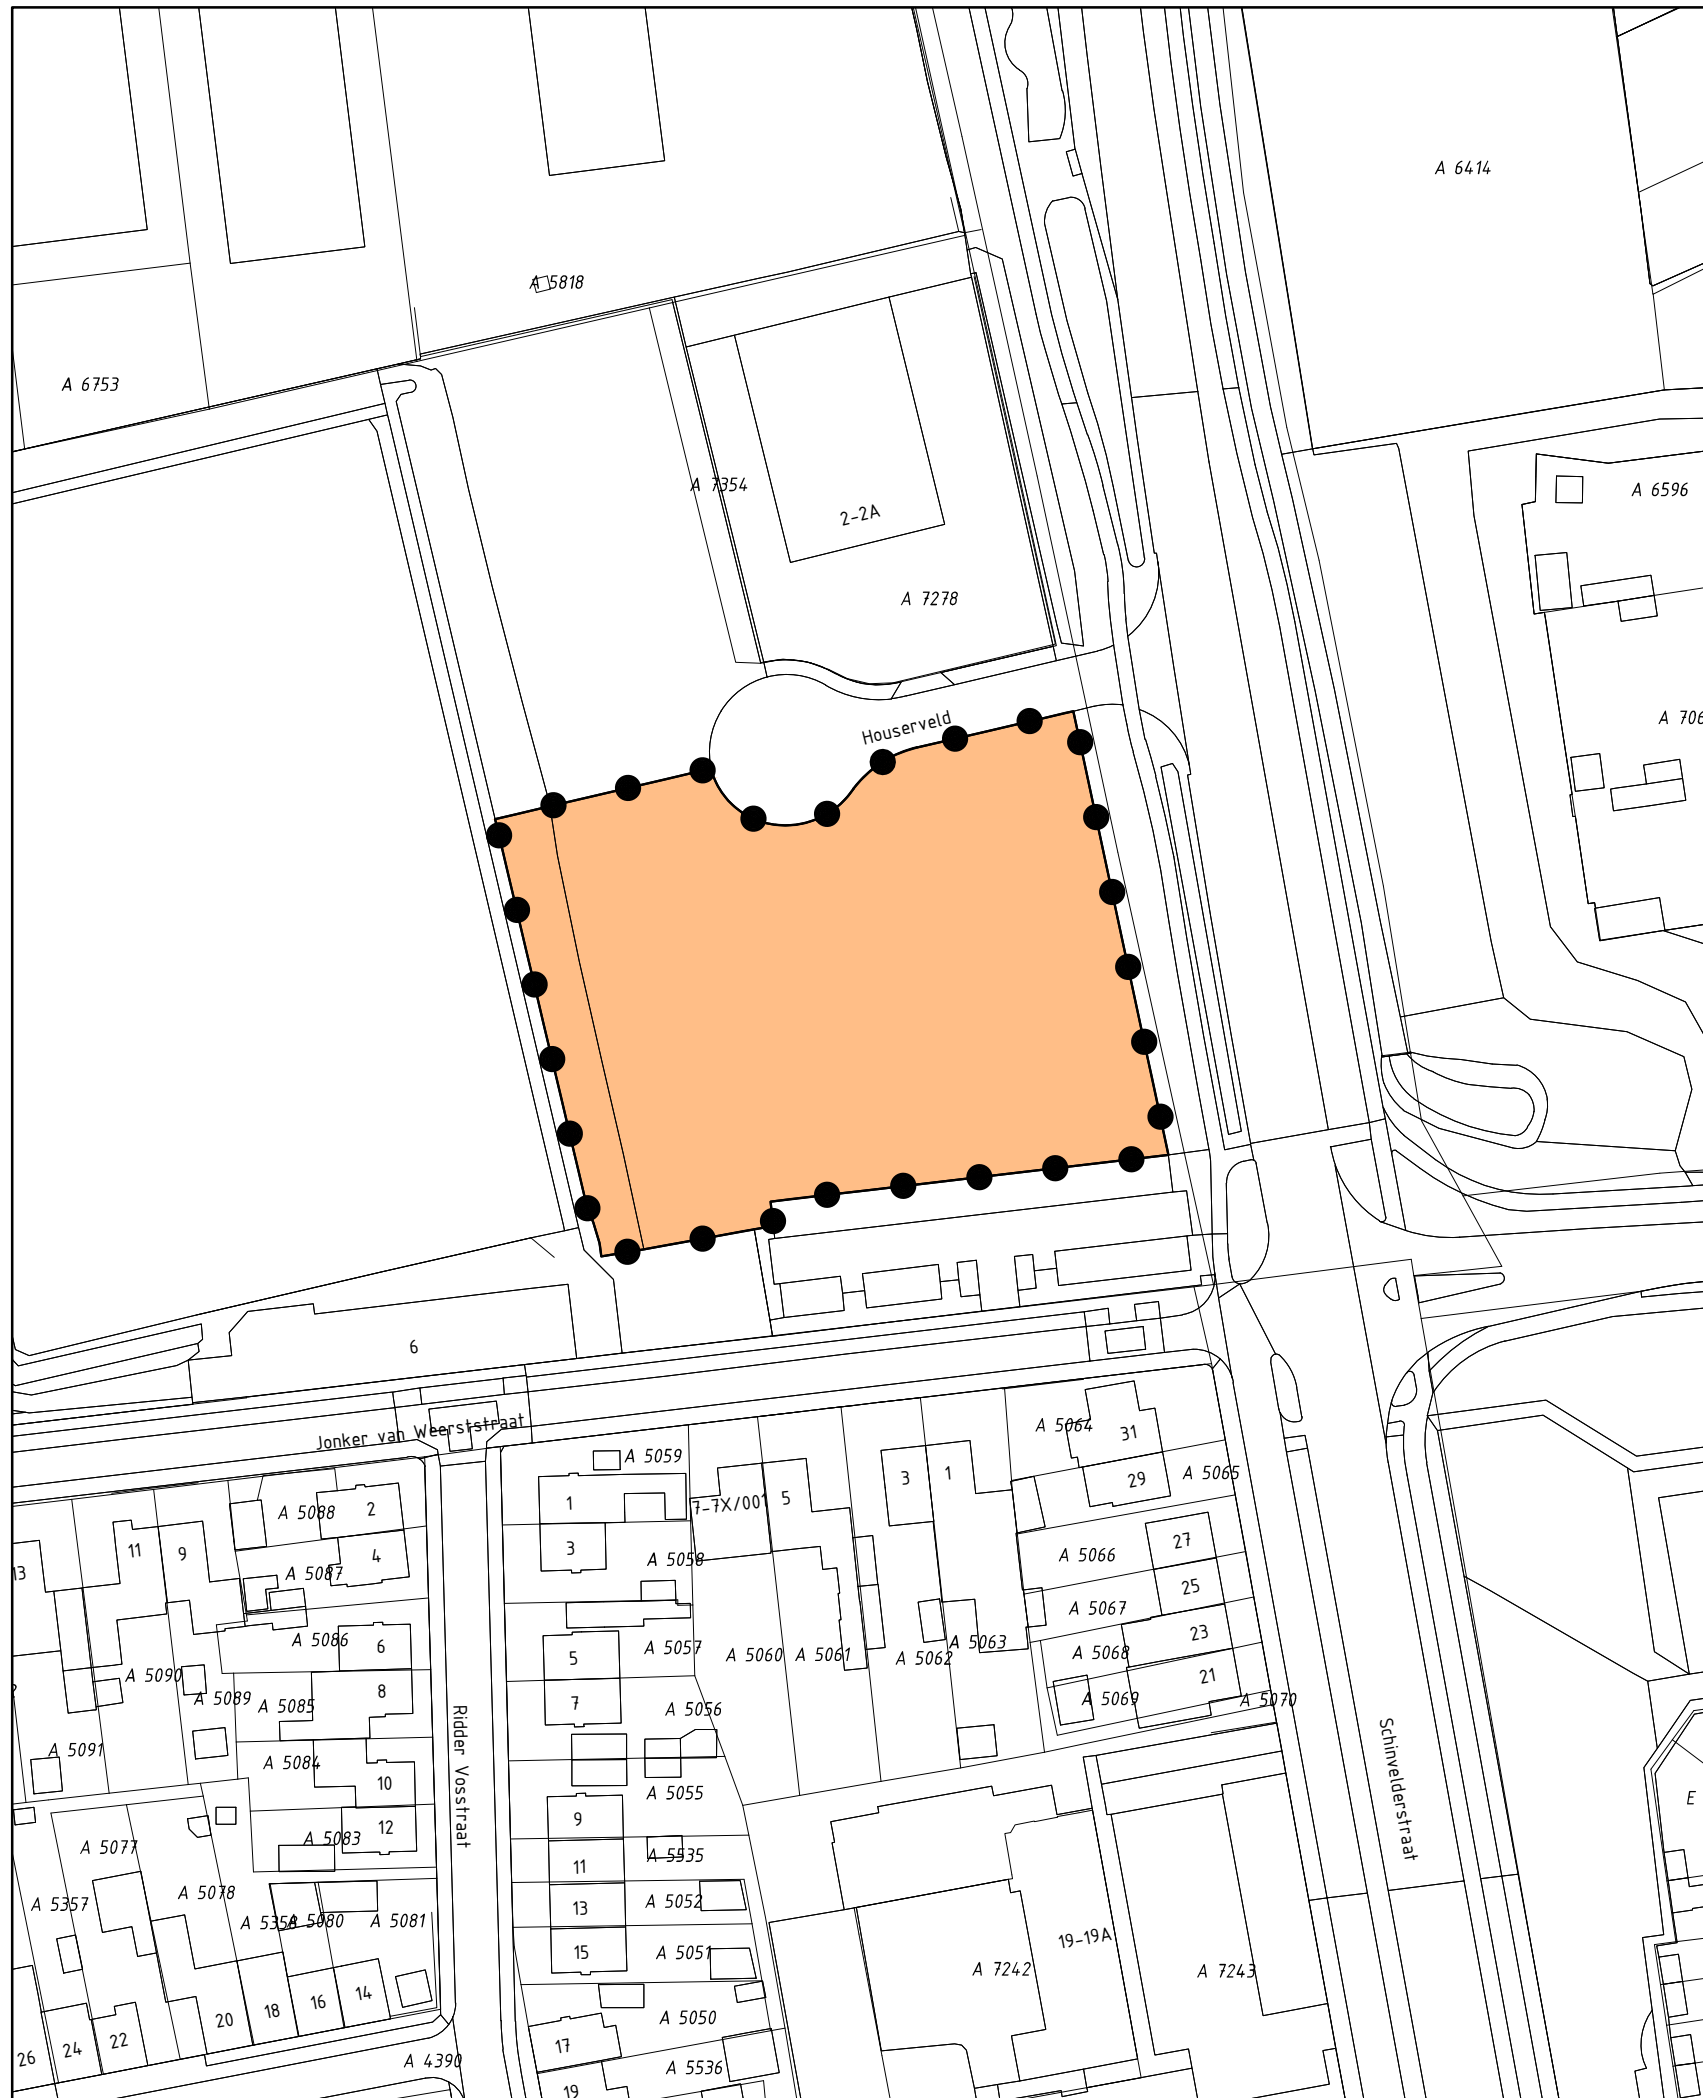 A 6414
A 5818
A 6753
A 7354
A 6596
2-2A
A 7278
A 706
Houserveld
6
Jonker van Weerststraat
A 5064
31
A 5059
3
1
29
A 5065
1
7-7X/001
5
A 5088
2
27
3
A 5058
A 5066
11
9
4
A 5087
13
25
A 5067
A 5086
6
A 5057
A 5060
A 5061
A 5062
A 5063
A 5068
23
5
A 5090
21
8
A 5089
A 5085
7
A 5056
A 5069
A 5070
A 5091
A 5084
Ridder Vosstraat
Schinvelderstraat
10
A 5055
E
12
9
A 5083
A 5077
A 5535
11
A 5078
A 5357
A 5358
A 5080
A 5081
13
A 5052
19-19A
15
A 5051
A 7242
A 7243
14
16
18
20
22
24
26
A 5050
17
A 4390
A 5536
19